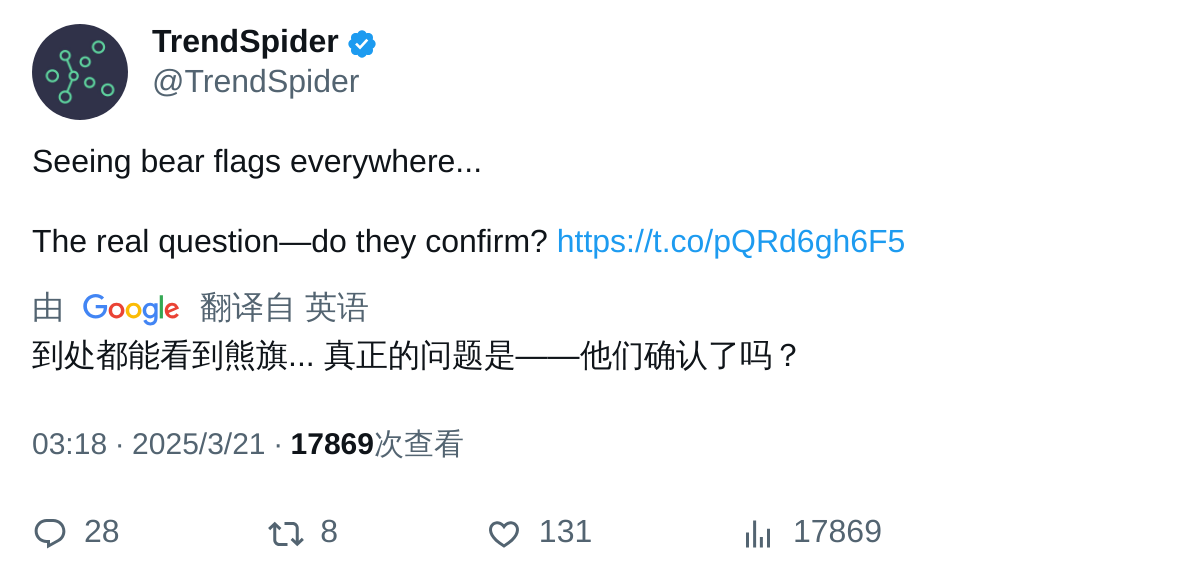 TrendSpider
@TrendSpider
Seeing bear flags everywhere...
The real question—do they confirm? https://t.co/pQRd6gh6F5
由 Google 翻译自 英语
到处都能看到熊旗... 真正的问题是——他们确认了吗？
03:18 · 2025/3/21 · 17869次查看
28 8 131 17869